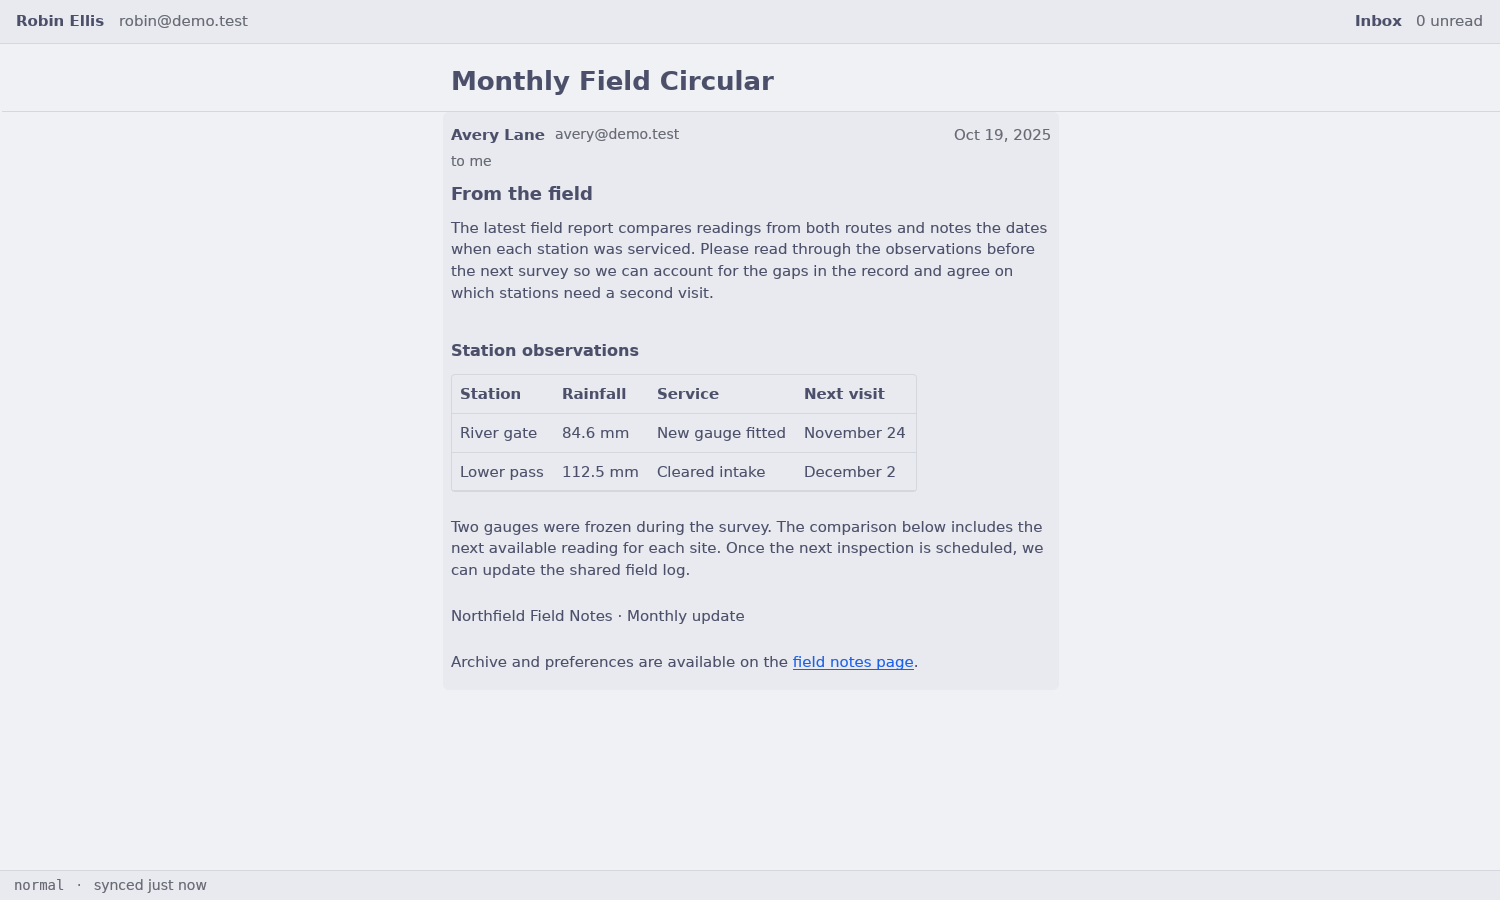 Robin Ellis robin@demo.test Inbox 0 unread
Monthly Field Circular
Avery Lane avery@demo.test Oct 19, 2025
to me
From the field
The latest field report compares readings from both routes and notes the dates
when each station was serviced. Please read through the observations before
the next survey so we can account for the gaps in the record and agree on
which stations need a second visit.
Station observations
Station Rainfall Service Next visit
River gate 84.6 mm New gauge fitted November 24
Lower pass 112.5 mm Cleared intake December 2
Two gauges were frozen during the survey. The comparison below includes the
next available reading for each site. Once the next inspection is scheduled, we
can update the shared field log.
Northfield Field Notes · Monthly update
Archive and preferences are available on the field notes page.
normal · synced just now